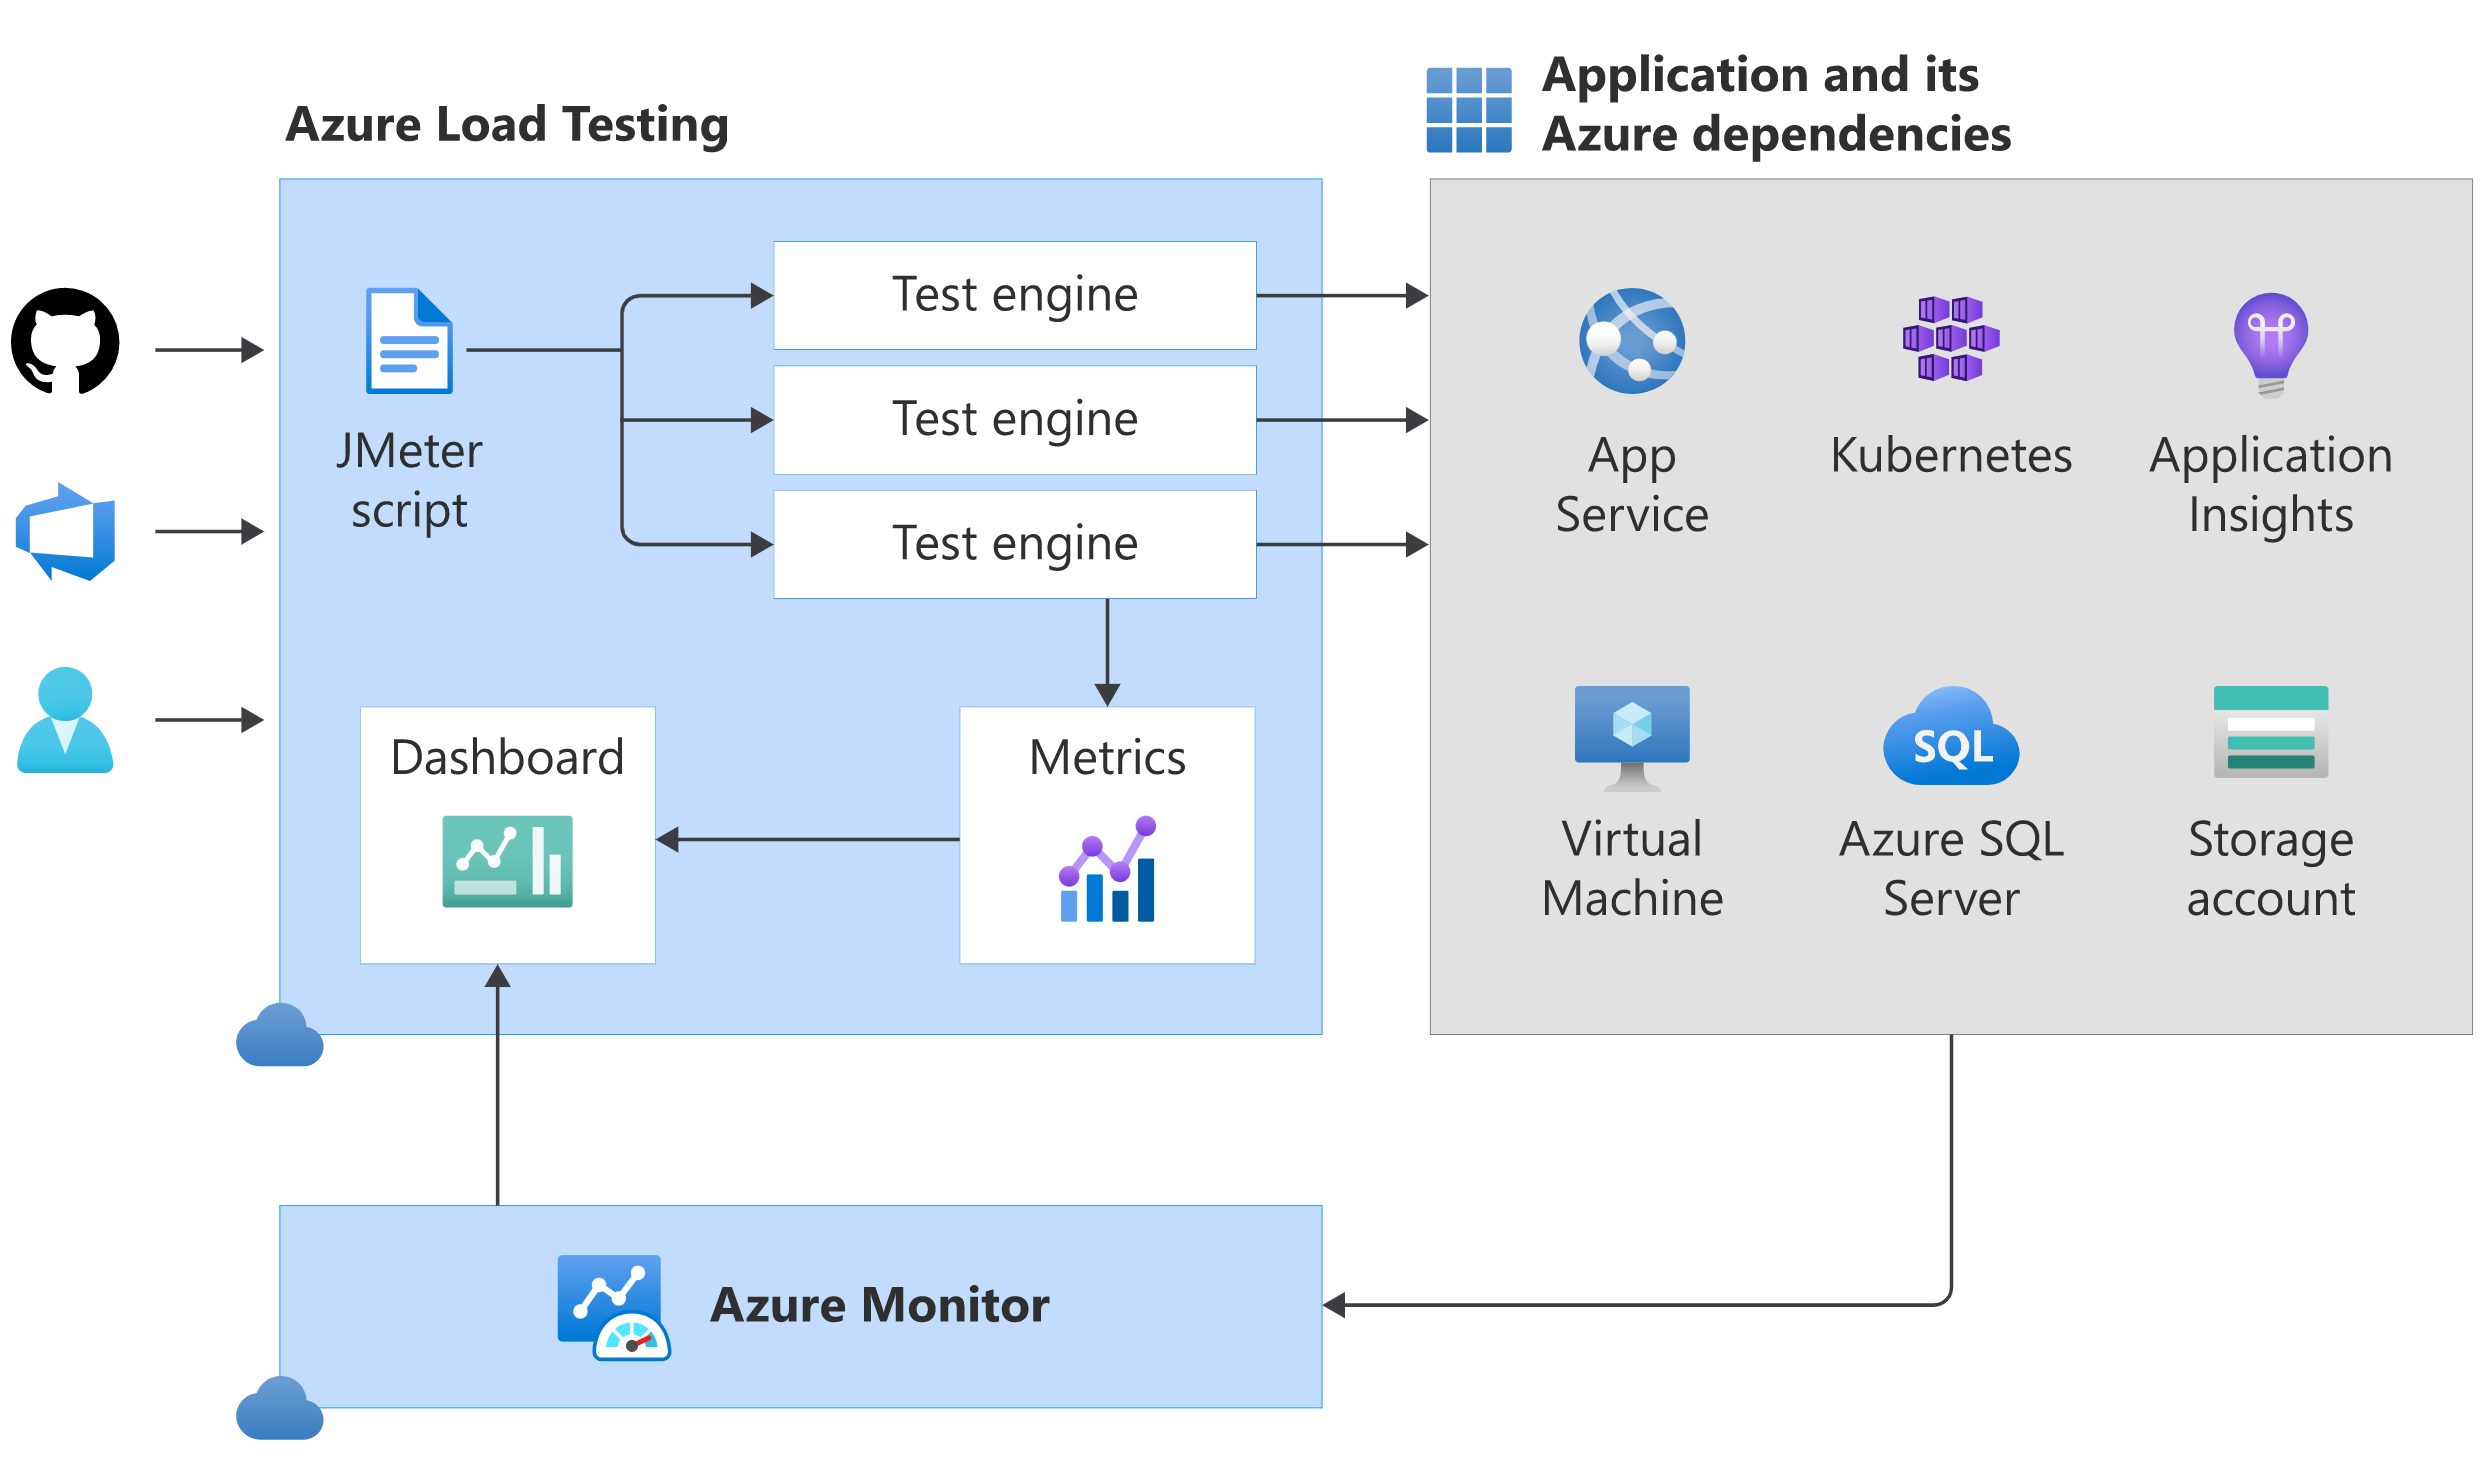 Azure Load Testing
Application and its
Azure dependencies
JMeter
script
Test engine
Test engine
Test engine
Dashboard
Metrics
App
Service
Kubernetes
Application
Insights
Virtual
Machine
Azure SQL
Server
SQL
Storage
account
Azure Monitor